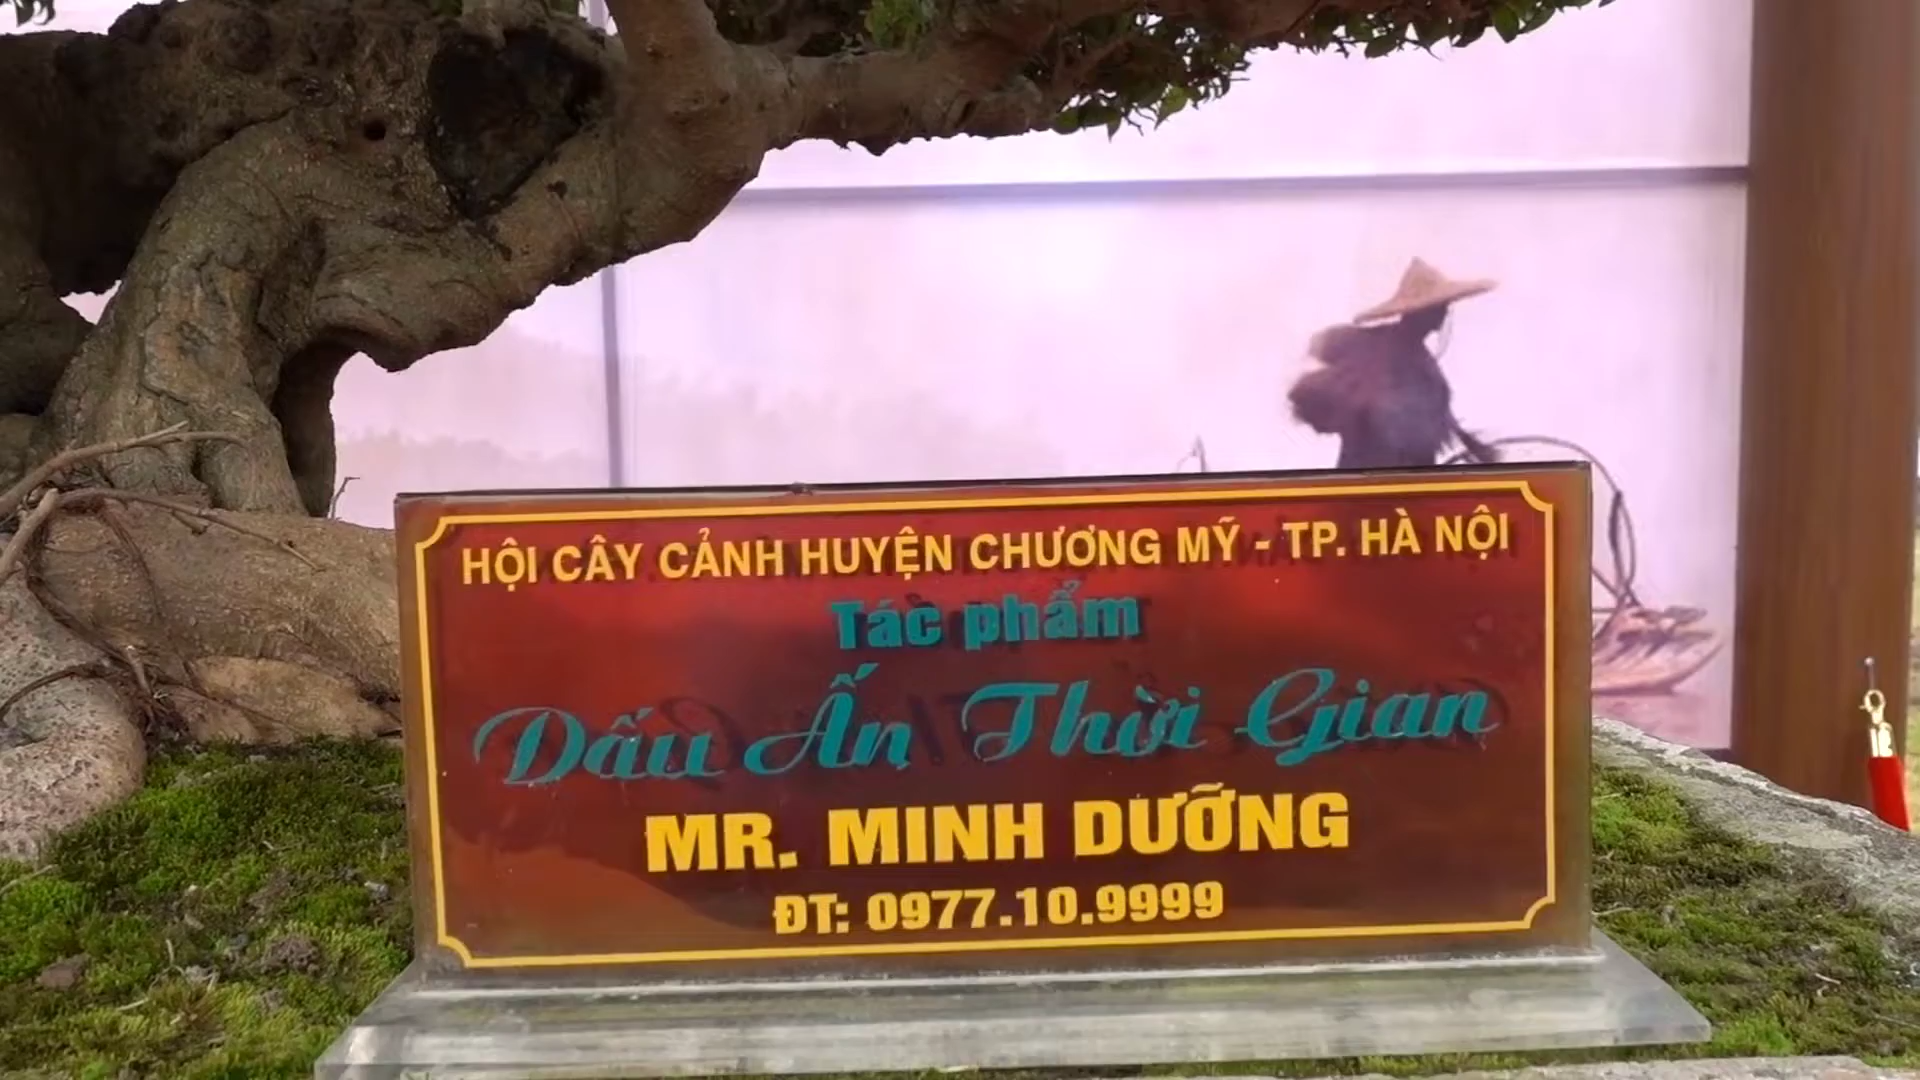 HỘI CÂY CẢNH HUYỆN CHƯƠNG MỸ - TP. HÀ NỘI
Tác phẩm
Dấu Ấn Thời Gian
MR. MINH DƯỠNG
ĐT: 0977.10.9999